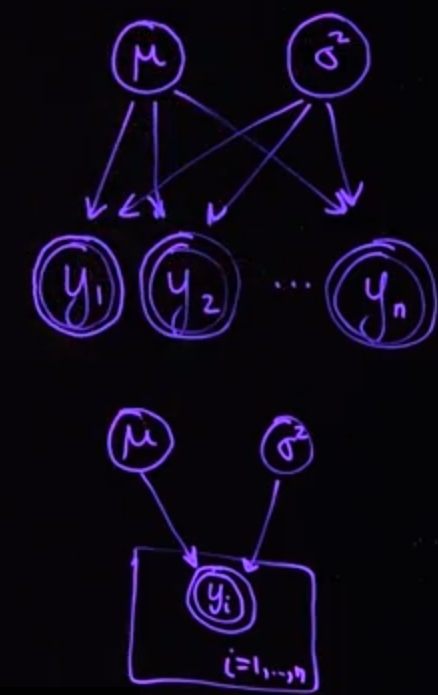 μ σ²
y₁ y₂ ... yₙ
μ σ²
yᵢ
i=1,...,n